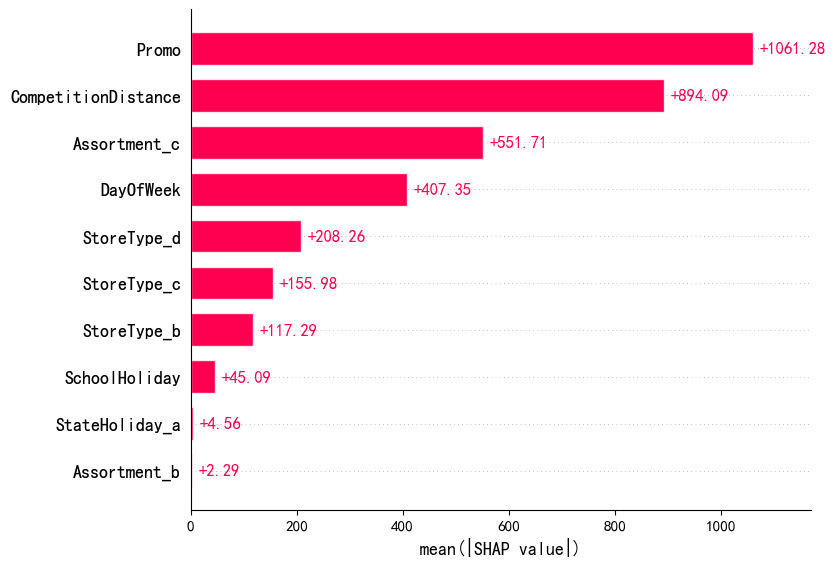 Promo +1061.28
CompetitionDistance +894.09
Assortment_c +551.71
DayOfWeek +407.35
StoreType_d +208.26
StoreType_c +155.98
StoreType_b +117.29
SchoolHoliday +45.09
StateHoliday_a +4.56
Assortment_b +2.29
0 200 400 600 800 1000
mean(|SHAP value|)